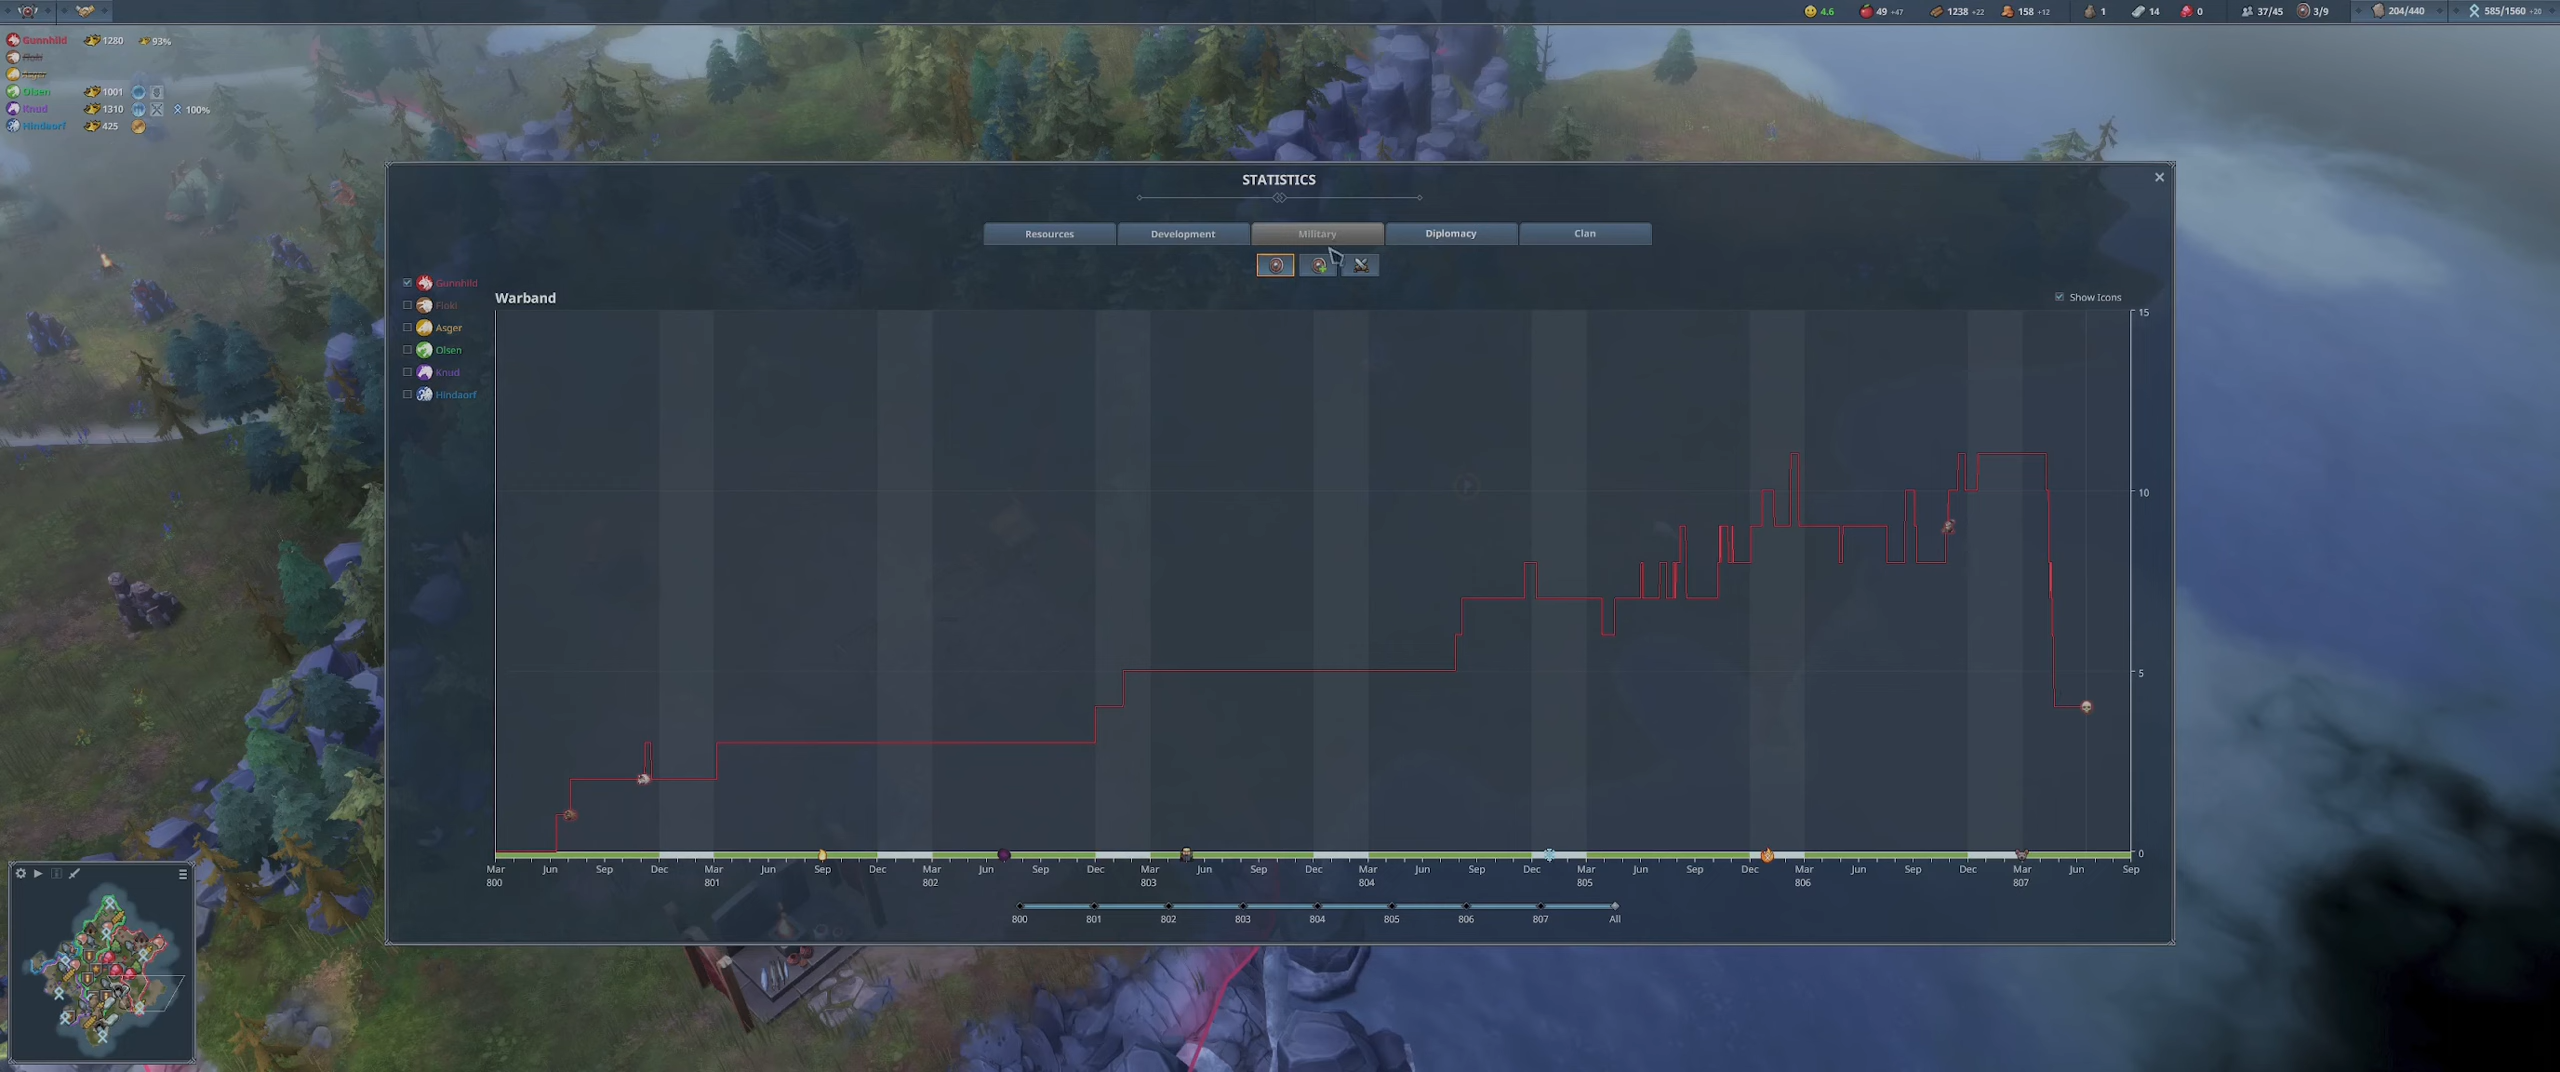 4.6 49 +47 1238 +22 158 +12 1 14 0 37/45 3/9 204/440 585/1560 +20
Gunnhild 1280 93%
Asger
Olsen 1001
Knud 1310 100%
Hindaorf 425
STATISTICS
Resources Development Military Diplomacy Clan
Gunnhild
Asger
Olsen
Knud
Hindaorf
Warband
Show Icons
15
10
5
0
Mar Jun Sep Dec Mar Jun Sep Dec Mar Jun Sep Dec Mar Jun Sep Dec Mar Jun Sep Dec Mar Jun Sep Dec Mar Jun Sep Dec Mar Jun Sep
800 801 802 803 804 805 806 807
800 801 802 803 804 805 806 807 All